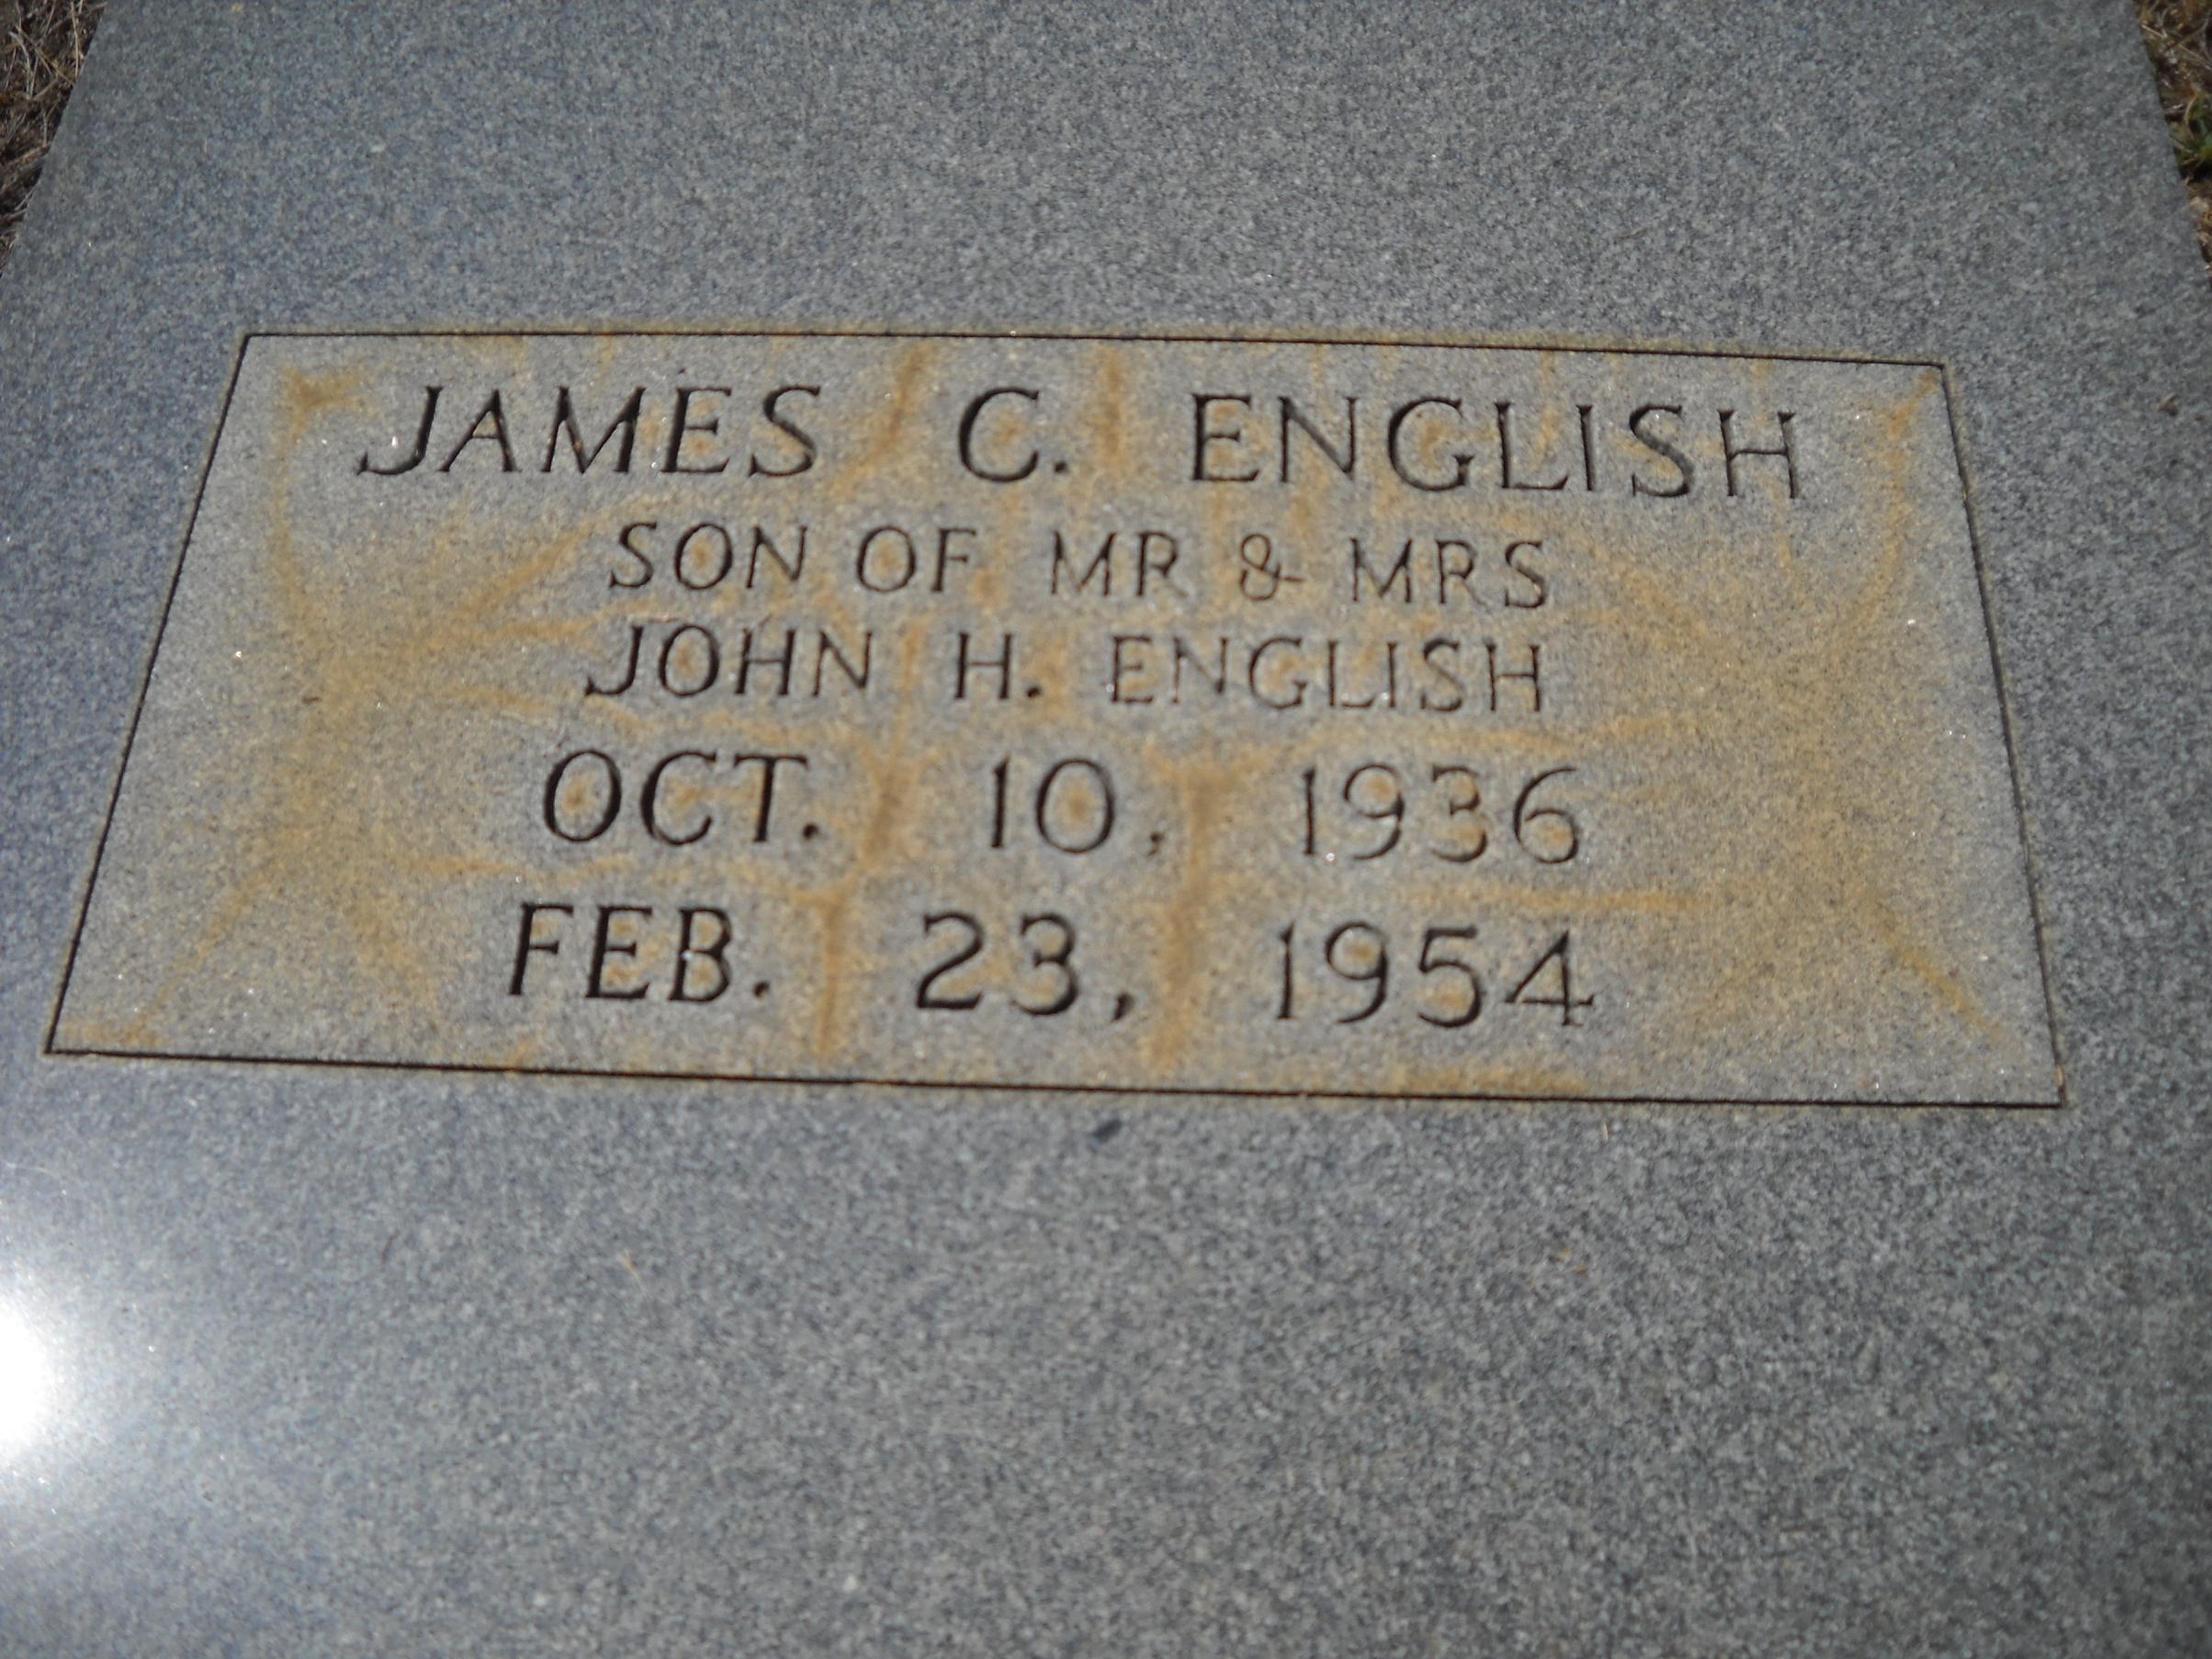 JAMES C. ENGLISH
SON OF MR & MRS
JOHN H. ENGLISH
OCT. 10, 1936
FEB. 23, 1954